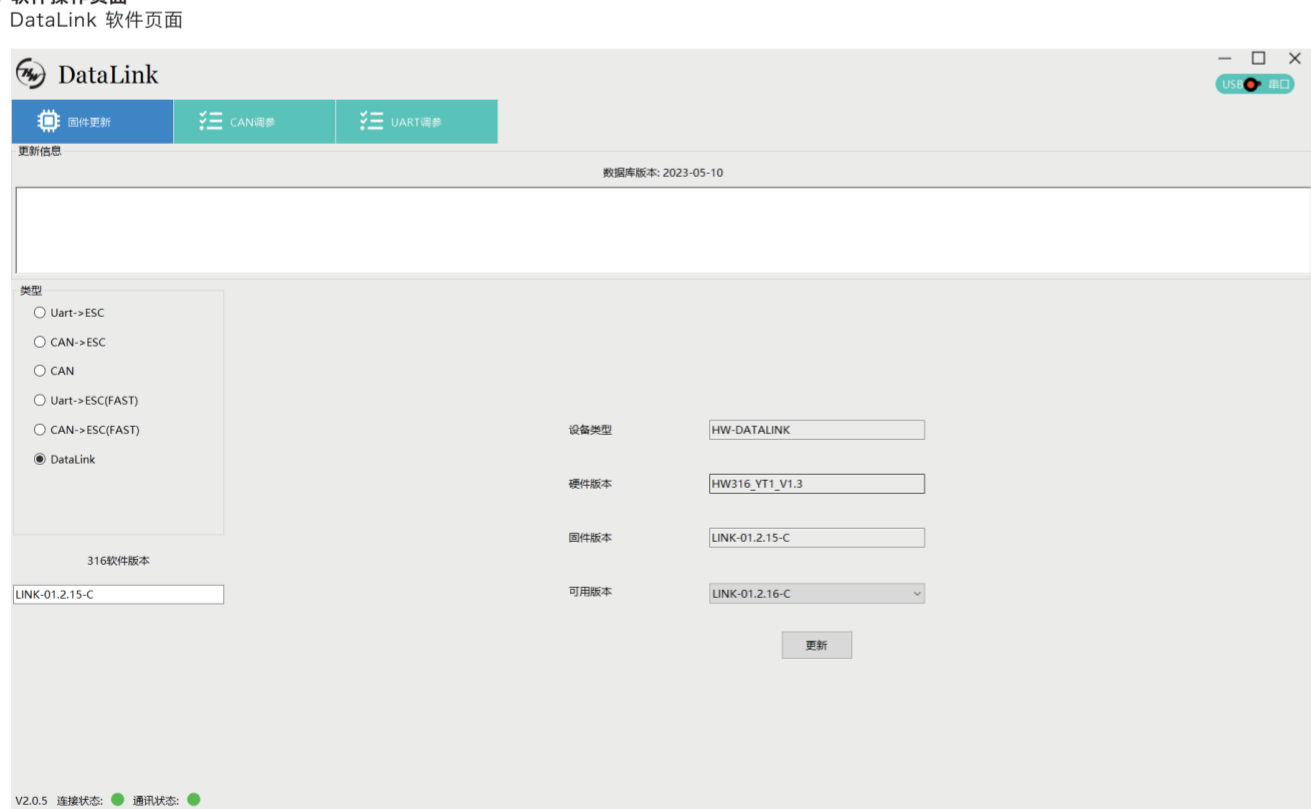 DataLink 软件页面
DataLink
USB 串口
固件更新 CAN调参 UART调参
更新信息
数据库版本: 2023-05-10
类型
Uart->ESC
CAN->ESC
CAN
Uart->ESC(FAST)
CAN->ESC(FAST)
DataLink
316软件版本
LINK-01.2.15-C
设备类型 HW-DATALINK
硬件版本 HW316_YT1_V1.3
固件版本 LINK-01.2.15-C
可用版本 LINK-01.2.16-C
更新
V2.0.5 连接状态: 通讯状态: